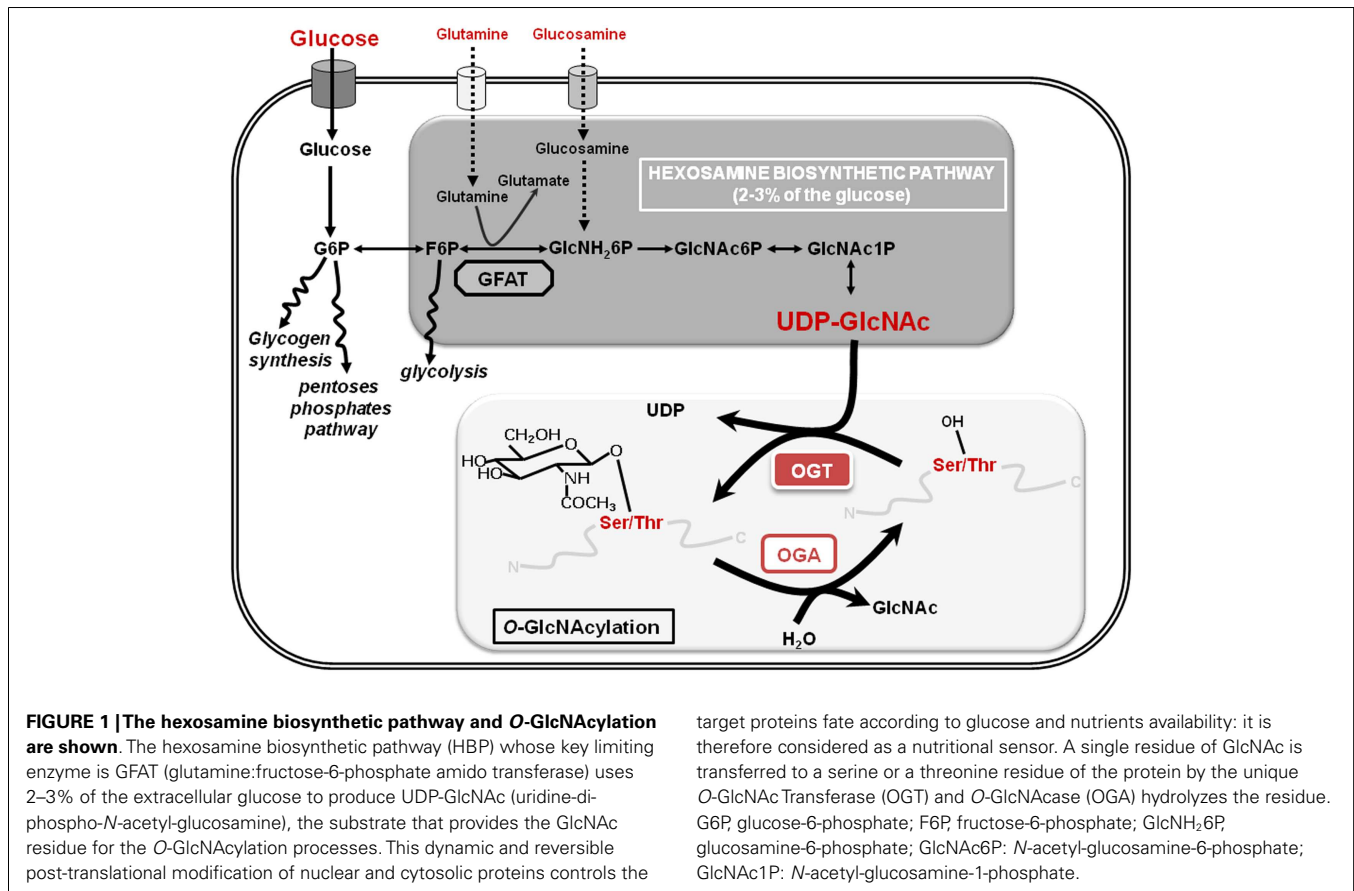 Glucose
Glutamine
Glucosamine
Glucose
Glucosamine
Glutamate
Glutamine
HEXOSAMINE BIOSYNTHETIC PATHWAY
(2-3% of the glucose)
G6P
F6P
GlcNH₂6P
GlcNAc6P
GlcNAc1P
GFAT
UDP-GlcNAc
Glycogen
synthesis
pentoses
phosphates
pathway
glycolysis
UDP
OH
CH₂OH
O
O
HO
HO
NH
COCH₃
OGT
Ser/Thr
C
N
Ser/Thr
C
N
OGA
GlcNAc
H₂O
O-GlcNAcylation
FIGURE 1 | The hexosamine biosynthetic pathway and O-GlcNAcylation
are shown. The hexosamine biosynthetic pathway (HBP) whose key limiting
enzyme is GFAT (glutamine:fructose-6-phosphate amido transferase) uses
2–3% of the extracellular glucose to produce UDP-GlcNAc (uridine-di-
phospho-N-acetyl-glucosamine), the substrate that provides the GlcNAc
residue for the O-GlcNAcylation processes. This dynamic and reversible
post-translational modification of nuclear and cytosolic proteins controls the
target proteins fate according to glucose and nutrients availability: it is
therefore considered as a nutritional sensor. A single residue of GlcNAc is
transferred to a serine or a threonine residue of the protein by the unique
O-GlcNAc Transferase (OGT) and O-GlcNAcase (OGA) hydrolyzes the residue.
G6P, glucose-6-phosphate; F6P, fructose-6-phosphate; GlcNH₂6P,
glucosamine-6-phosphate; GlcNAc6P: N-acetyl-glucosamine-6-phosphate;
GlcNAc1P: N-acetyl-glucosamine-1-phosphate.